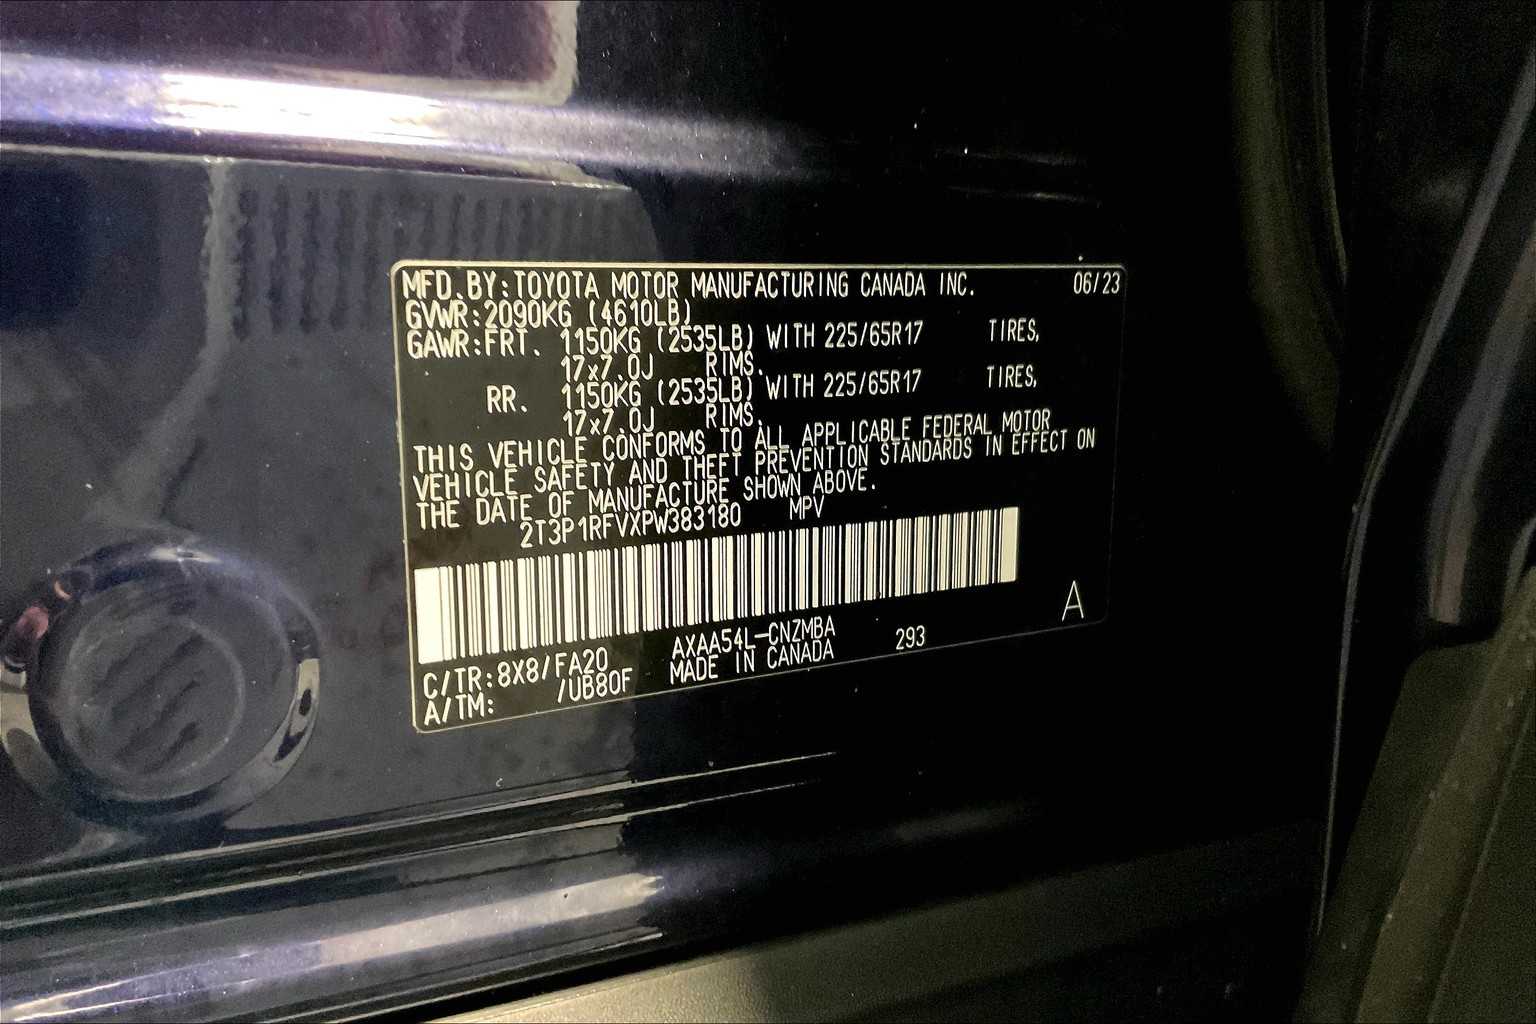 MFD.BY:TOYOTA MOTOR MANUFACTURING CANADA INC. 06/23
GVWR:2090KG (4610LB)
GAWR:FRT. 1150KG (2535LB) WITH 225/65R17 TIRES,
17x7.0J RIMS.
RR. 1150KG (2535LB) WITH 225/65R17 TIRES,
17x7.0J RIMS.
THIS VEHICLE CONFORMS TO ALL APPLICABLE FEDERAL MOTOR
VEHICLE SAFETY AND THEFT PREVENTION STANDARDS IN EFFECT ON
THE DATE OF MANUFACTURE SHOWN ABOVE.
2T3P1RFVXPW383180 MPV
A
C/TR:8X8/FA20 AXAA54L-CNZMBA 293
A/TM: /UB80F MADE IN CANADA